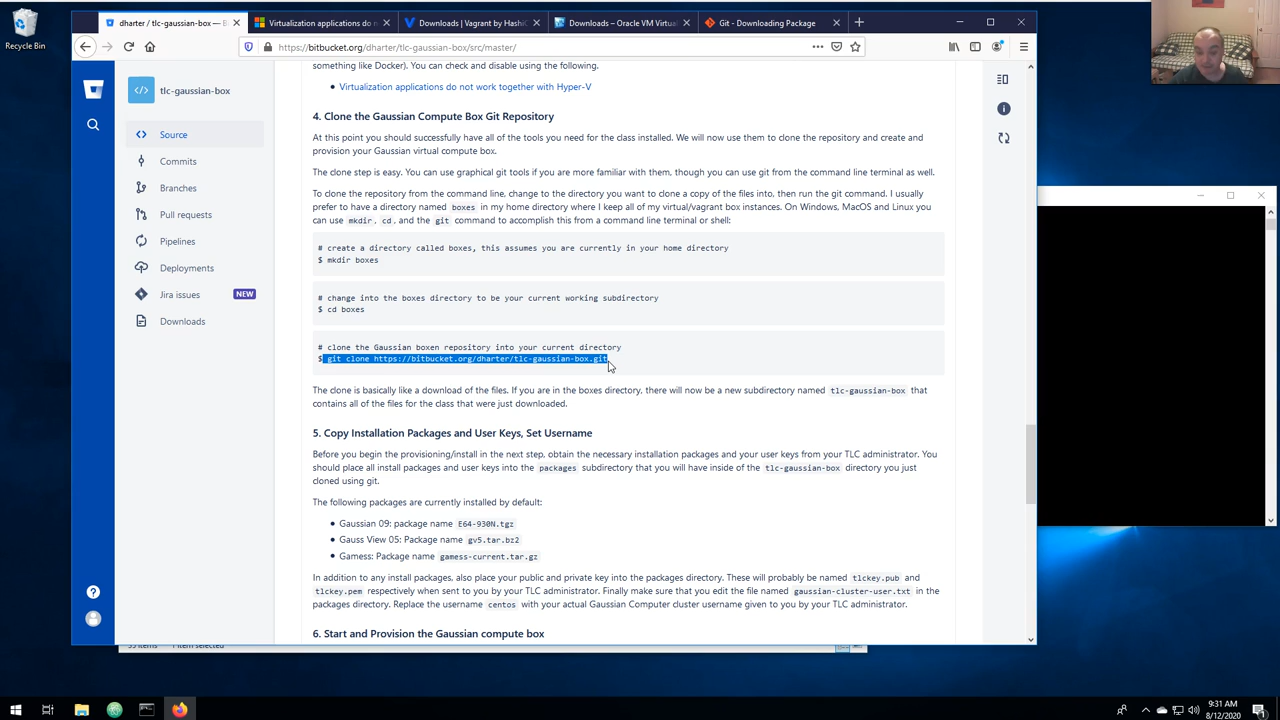 Recycle Bin
dharter / tlc-gaussian-box — B
Virtualization applications do n
Downloads | Vagrant by HashiC
Downloads – Oracle VM Virtual
Git - Downloading Package
https://bitbucket.org/dharter/tlc-gaussian-box/src/master/
tlc-gaussian-box
Source
Commits
Branches
Pull requests
Pipelines
Deployments
Jira issues
NEW
Downloads
something like Docker). You can check and disable using the following.
Virtualization applications do not work together with Hyper-V
4. Clone the Gaussian Compute Box Git Repository
At this point you should successfully have all of the tools you need for the class installed. We will now use them to clone the repository and create and
provision your Gaussian virtual compute box.
The clone step is easy. You can use graphical git tools if you are more familiar with them, though you can use git from the command line terminal as well.
To clone the repository from the command line, change to the directory you want to clone a copy of the files into, then run the git command. I usually
prefer to have a directory named boxes in my home directory where I keep all of my virtual/vagrant box instances. On Windows, MacOS and Linux you
can use mkdir, cd, and the git command to accomplish this from a command line terminal or shell:
# create a directory called boxes, this assumes you are currently in your home directory
$ mkdir boxes
# change into the boxes directory to be your current working subdirectory
$ cd boxes
# clone the Gaussian boxen repository into your current directory
$ git clone https://bitbucket.org/dharter/tlc-gaussian-box.git
The clone is basically like a download of the files. If you are in the boxes directory, there will now be a new subdirectory named tlc-gaussian-box that
contains all of the files for the class that were just downloaded.
5. Copy Installation Packages and User Keys, Set Username
Before you begin the provisioning/install in the next step, obtain the necessary installation packages and your user keys from your TLC administrator. You
should place all install packages and user keys into the packages subdirectory that you will have inside of the tlc-gaussian-box directory you just
cloned using git.
The following packages are currently installed by default:
Gaussian 09: package name E64-930N.tgz
Gauss View 05: Package name gv5.tar.bz2
Gamess: Package name gamess-current.tar.gz
In addition to any install packages, also place your public and private key into the packages directory. These will probably be named tlckey.pub and
tlckey.pem respectively when sent to you by your TLC administrator. Finally make sure that you edit the file named gaussian-cluster-user.txt in the
packages directory. Replace the username centos with your actual Gaussian Computer cluster username given to you by your TLC administrator.
6. Start and Provision the Gaussian compute box
9:31 AM
8/12/2020